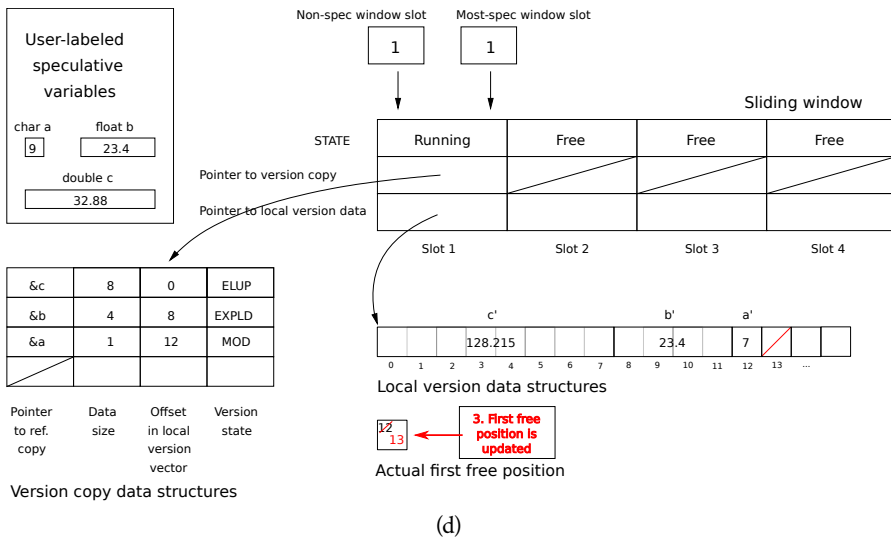 Non-spec window slot
Most-spec window slot
1
1
User-labeled
speculative
variables
char a
float b
9
23.4
double c
32.88
Sliding window
STATE
Running
Free
Free
Free
Pointer to version copy
Pointer to local version data
Slot 1
Slot 2
Slot 3
Slot 4
&c
8
0
ELUP
&b
4
8
EXPLD
&a
1
12
MOD
Pointer
to ref.
copy
Data
size
Offset
in local
version
vector
Version
state
Version copy data structures
c'
b'
a'
128.215
23.4
7
0
1
2
3
4
5
6
7
8
9
10
11
12
13
...
Local version data structures
12
13
3. First free
position is
updated
Actual first free position
(d)